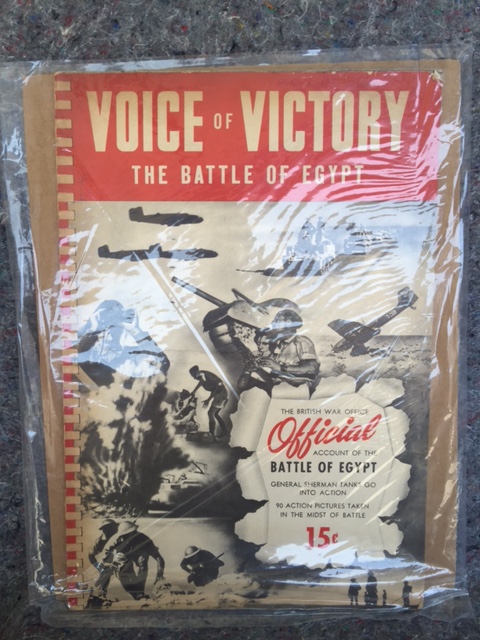 VOICE OF VICTORY
THE BATTLE OF EGYPT
THE BRITISH WAR OFFICE
Official
ACCOUNT OF THE
BATTLE OF EGYPT
GENERAL SHERMAN TANKS GO
INTO ACTION
90 ACTION PICTURES TAKEN
IN THE MIDST OF BATTLE
15¢